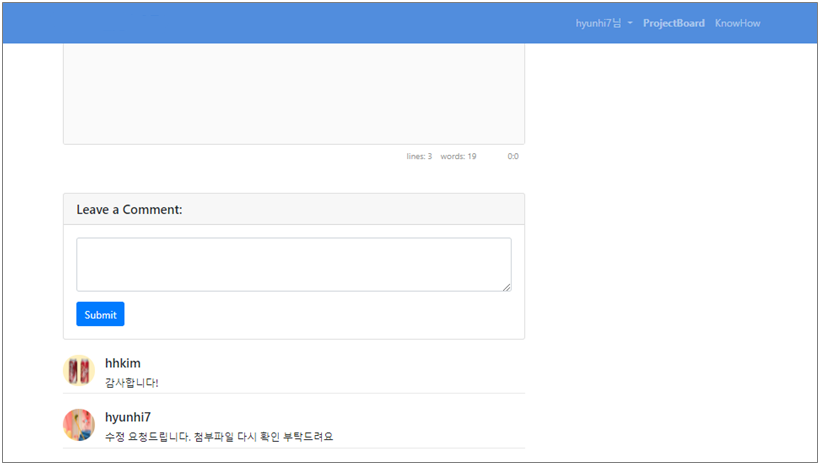 hyunhi7님 ProjectBoard KnowHow
lines: 3 words: 19 0:0
Leave a Comment:
Submit
hhkim
감사합니다!
hyunhi7
수정 요청드립니다. 첨부파일 다시 확인 부탁드려요